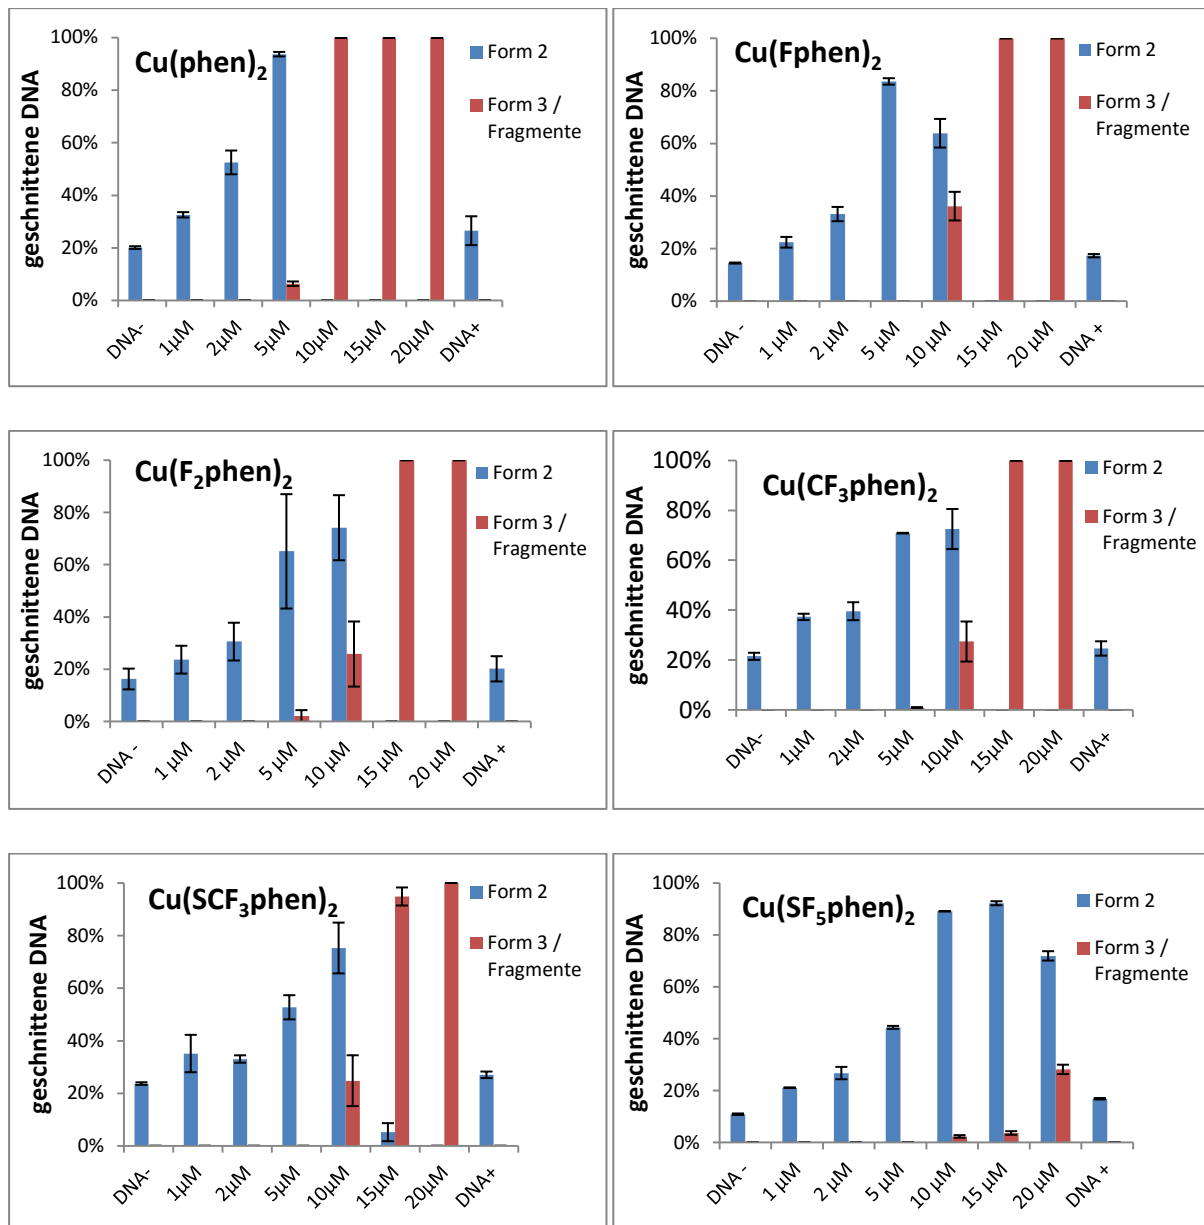 Cu(phen)₂
geschnittene DNA
100%
80%
60%
40%
20%
0%
Form 2
Form 3 /
Fragmente
DNA- 1µM 2µM 5µM 10µM 15µM 20µM DNA+
Cu(Fphen)₂
geschnittene DNA
100%
80%
60%
40%
20%
0%
Form 2
Form 3 /
Fragmente
DNA - 1 µM 2 µM 5 µM 10 µM 15 µM 20 µM DNA +
Cu(F₂phen)₂
geschnittene DNA
100%
80%
60%
40%
20%
0%
Form 2
Form 3 /
Fragmente
DNA - 1 µM 2 µM 5 µM 10 µM 15 µM 20 µM DNA +
Cu(CF₃phen)₂
geschnittene DNA
100%
80%
60%
40%
20%
0%
Form 2
Form 3 /
Fragmente
DNA- 1µM 2µM 5µM 10µM 15µM 20µM DNA+
Cu(SCF₃phen)₂
geschnittene DNA
100%
80%
60%
40%
20%
0%
Form 2
Form 3 /
Fragmente
DNA- 1µM 2µM 5µM 10µM 15µM 20µM DNA+
Cu(SF₅phen)₂
geschnittene DNA
100%
80%
60%
40%
20%
0%
Form 2
Form 3 /
Fragmente
DNA - 1 µM 2 µM 5 µM 10 µM 15 µM 20 µM DNA +